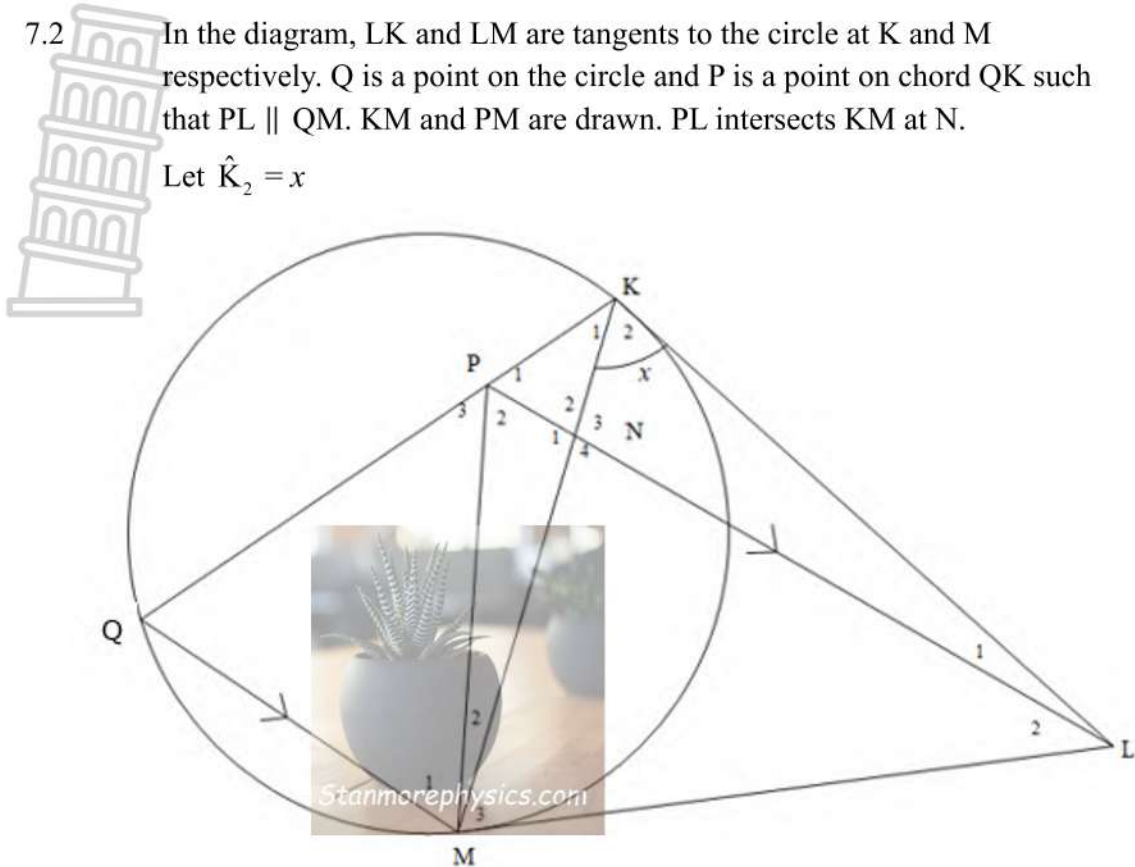 7.2 In the diagram, LK and LM are tangents to the circle at K and M
respectively. Q is a point on the circle and P is a point on chord QK such
that PL || QM. KM and PM are drawn. PL intersects KM at N.
Let K̂₂ = x
K
1 2
P 1
x
3 2
2 3 N
1 4
Q
1
2
2
L
1
Stanmorephysics.com
3
M